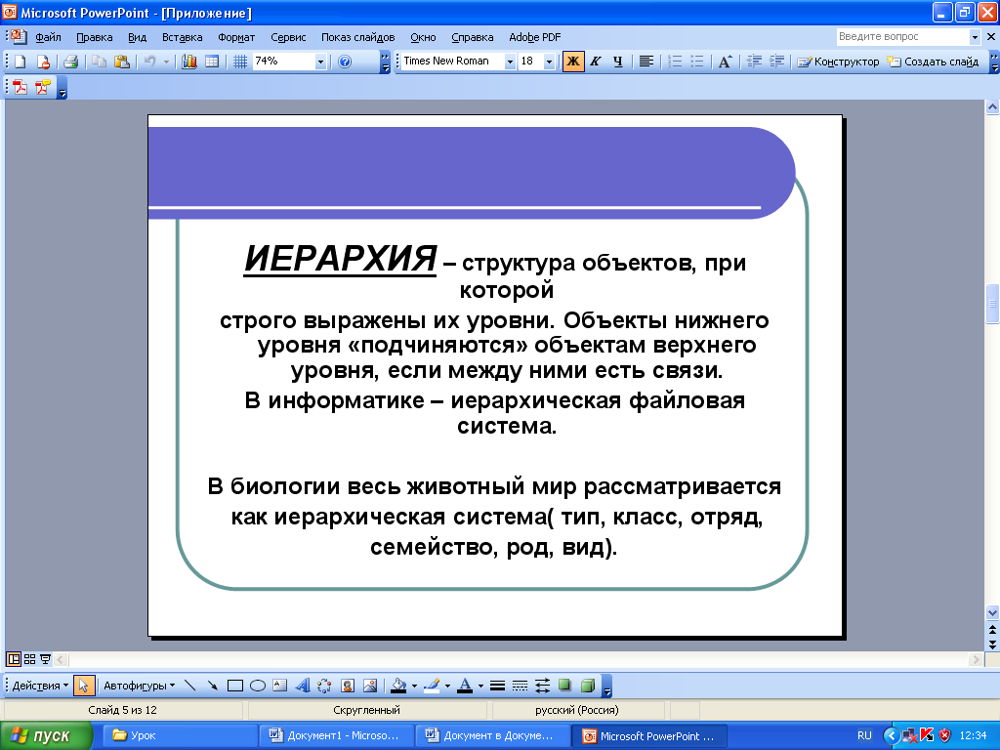 Microsoft PowerPoint - [Приложение]
Файл Правка Вид Вставка Формат Сервис Показ слайдов Окно Справка Adobe PDF Введите вопрос
74% Times New Roman 18 Ж К Ч Конструктор Создать слайд
ИЕРАРХИЯ – структура объектов, при
которой
строго выражены их уровни. Объекты нижнего
уровня «подчиняются» объектам верхнего
уровня, если между ними есть связи.
В информатике – иерархическая файловая
система.
В биологии весь животный мир рассматривается
как иерархическая система( тип, класс, отряд,
семейство, род, вид).
Действия Автофигуры
Слайд 5 из 12 Скругленный русский (Россия)
пуск Урок Документ1 - Microso... Документ в Докуме... Microsoft PowerPoint ... RU 12:34